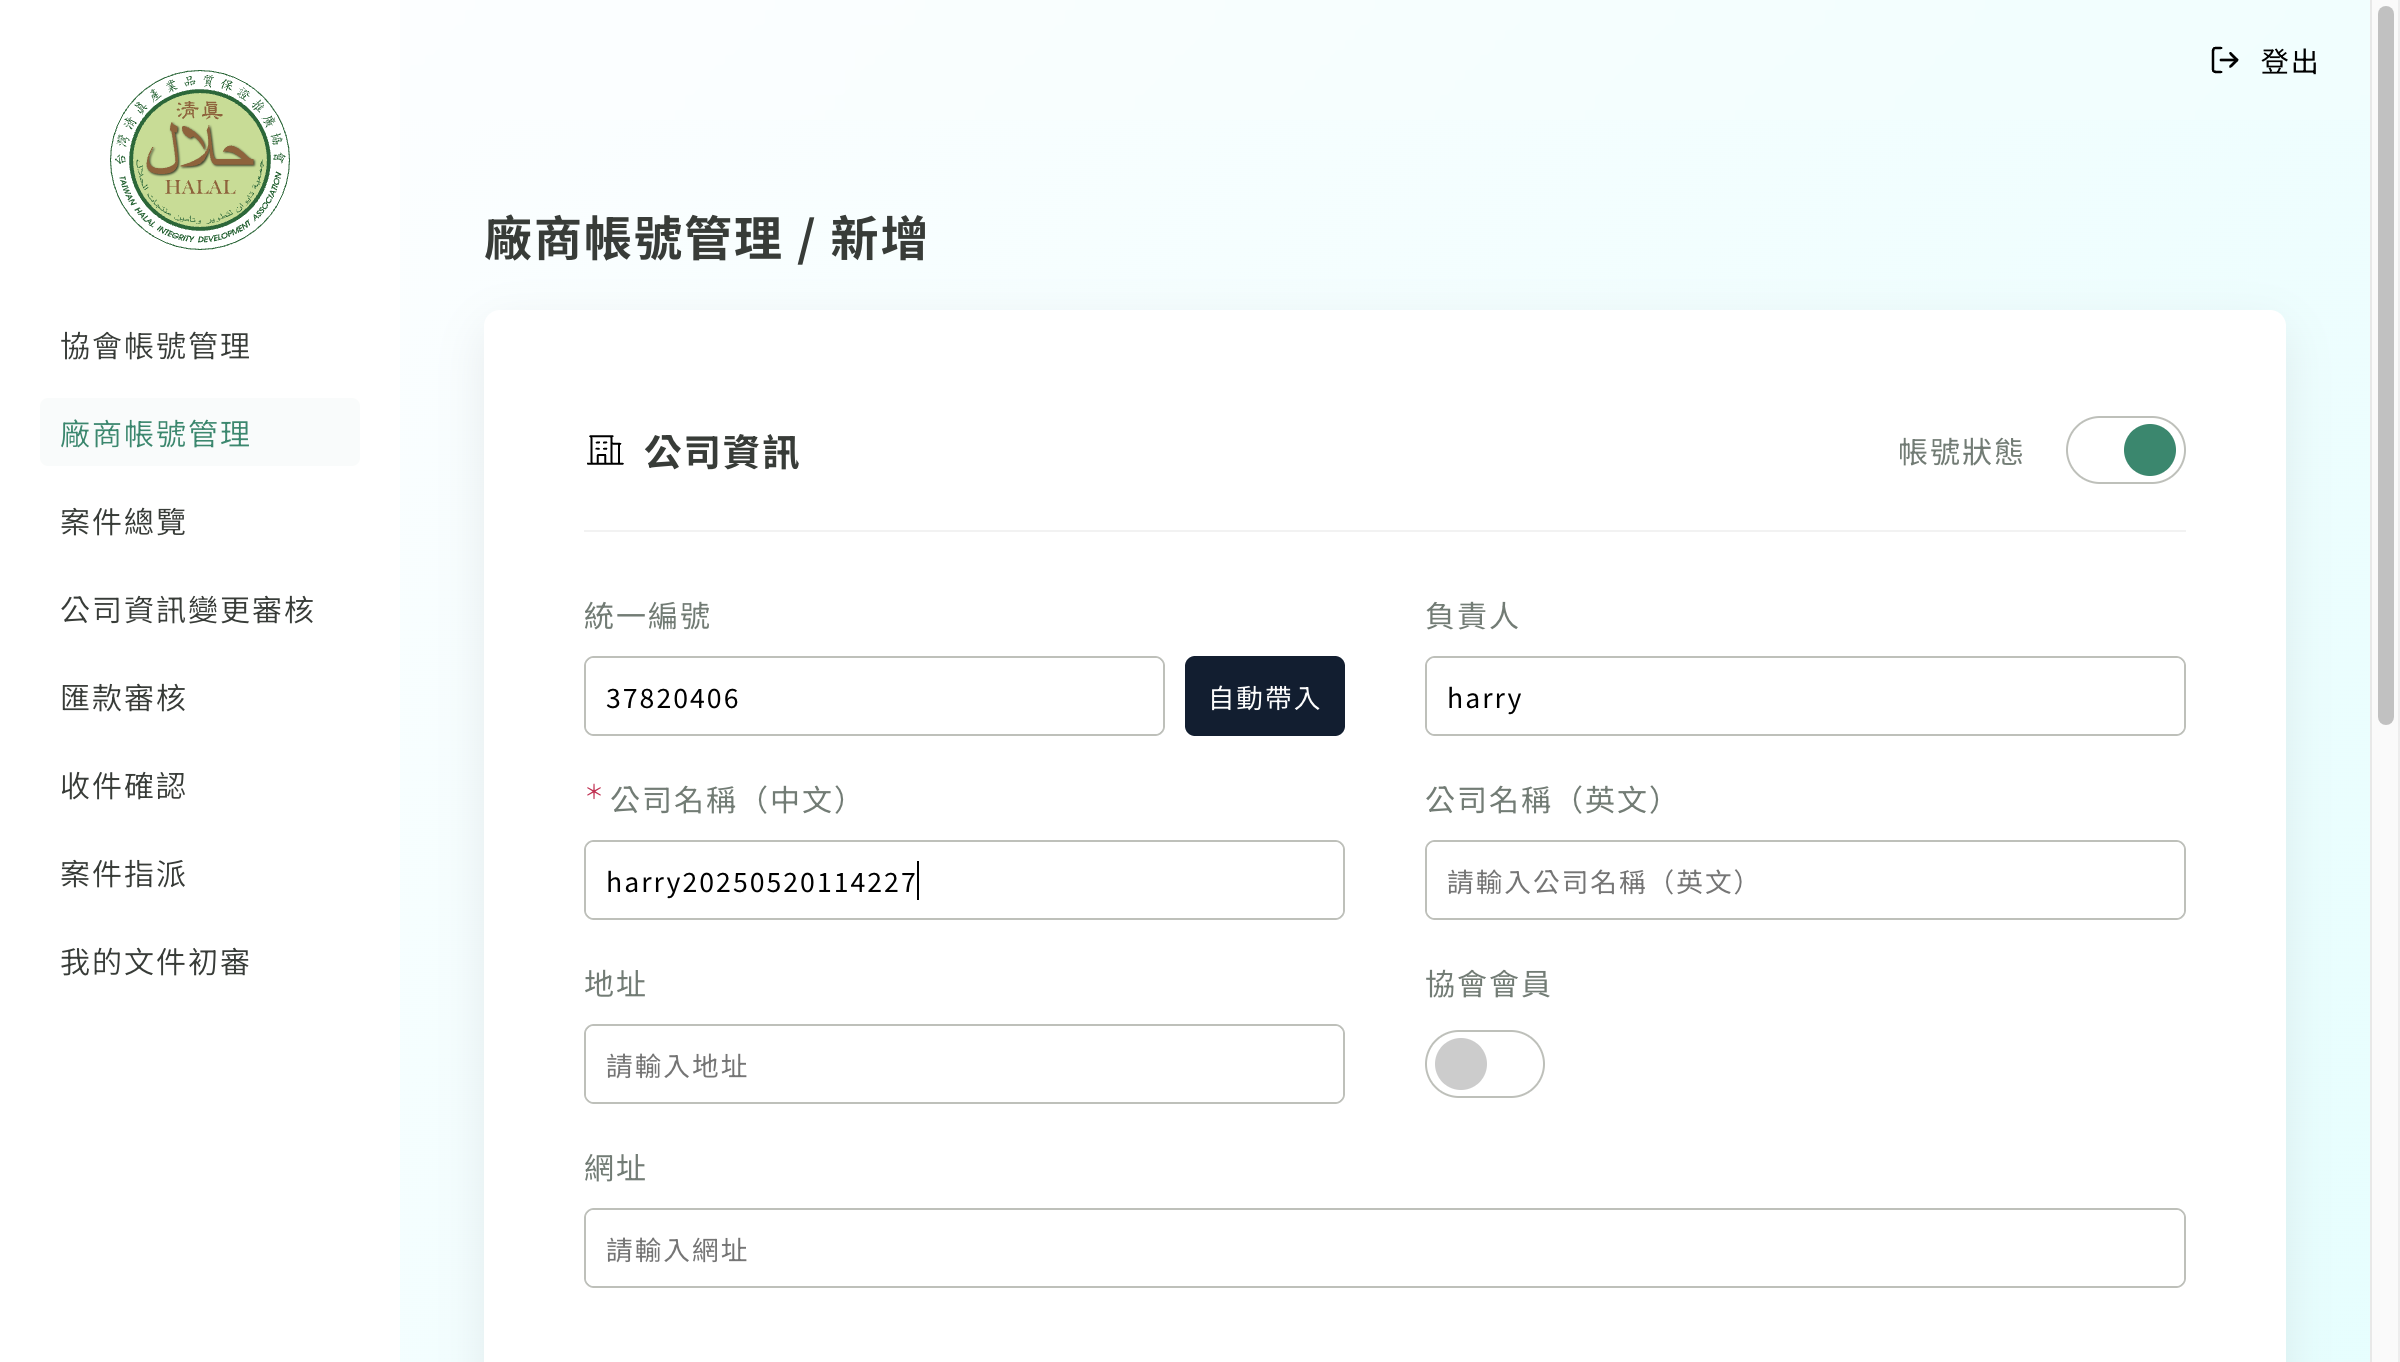 台灣清真產業品質保證推廣協會
清真
حلال
HALAL
TAIWAN HALAL INTEGRITY DEVELOPMENT ASSOCIATION
協會帳號管理
廠商帳號管理
案件總覽
公司資訊變更審核
匯款審核
收件確認
案件指派
我的文件初審
登出
廠商帳號管理 / 新增
公司資訊
帳號狀態
統一編號
37820406
自動帶入
負責人
harry
* 公司名稱（中文）
harry20250520114227
公司名稱（英文）
請輸入公司名稱（英文）
地址
請輸入地址
協會會員
網址
請輸入網址